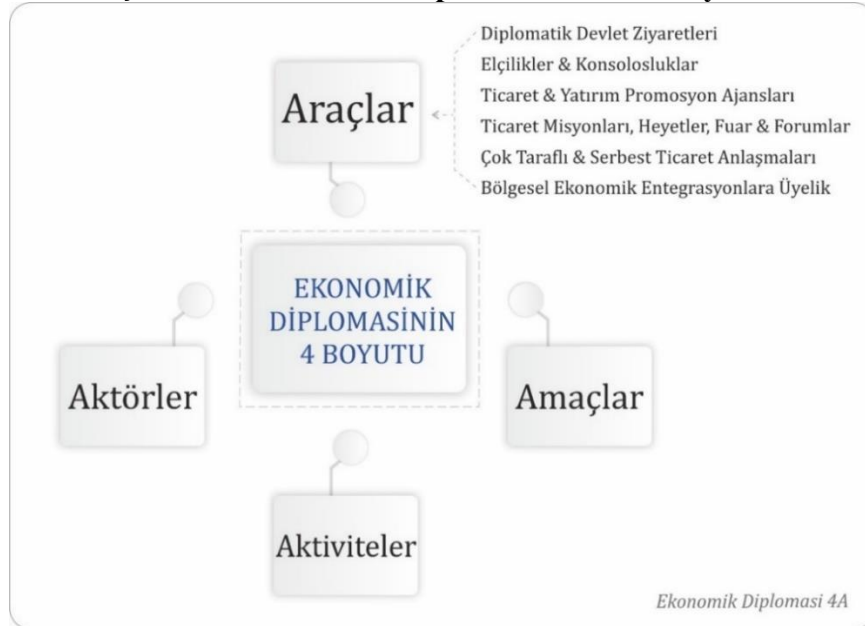 Diplomatik Devlet Ziyaretleri
Elçilikler & Konsolosluklar
Ticaret & Yatırım Promosyon Ajansları
Ticaret Misyonları, Heyetler, Fuar & Forumlar
Çok Taraflı & Serbest Ticaret Anlaşmaları
Bölgesel Ekonomik Entegrasyonlara Üyelik
Araçlar
EKONOMİK
DİPLOMASİNİN
4 BOYUTU
Aktörler
Amaçlar
Aktiviteler
Ekonomik Diplomasi 4A